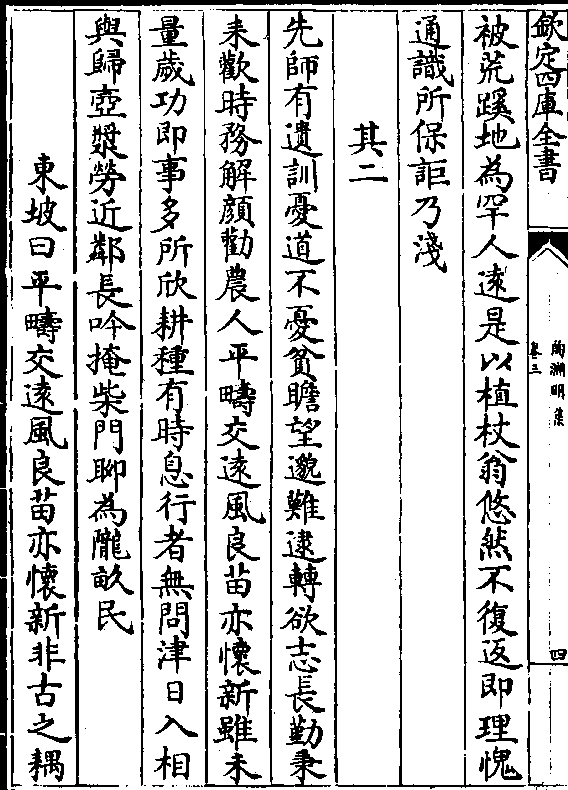 欽定四庫全書
陶淵明集
卷三
四
被荒蹊地為罕人遠是以植杖翁悠然不復返即理愧
通識所保詎乃淺
其二
先師有遺訓憂道不憂貧瞻望邈難逮轉欲志長勤秉
耒歡時務解顔勸農人平疇交遠風良苗亦懷新雖未
量歲功即事多所欣耕種有時息行者無問津日入相
與歸壺漿勞近鄰長吟掩柴門聊為隴畝民
東坡曰平疇交遠風良苗亦懷新非古之耦